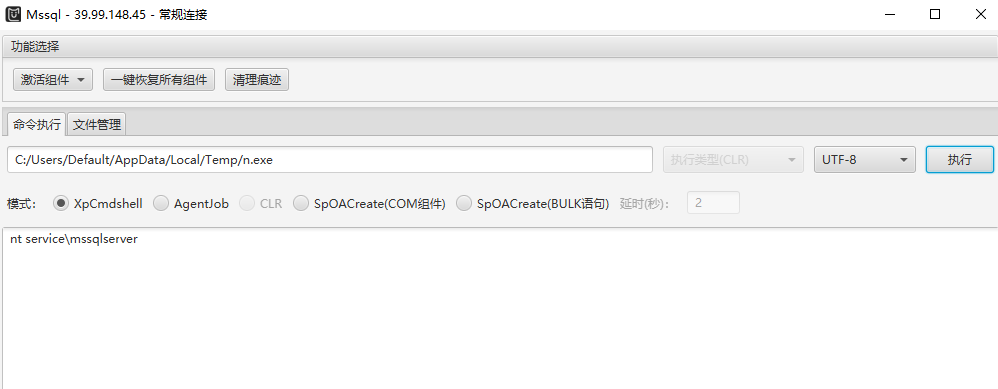 Mssql - 39.99.148.45 - 常规连接
功能选择
激活组件 一键恢复所有组件 清理痕迹
命令执行 文件管理
C:/Users/Default/AppData/Local/Temp/n.exe 执行类型(CLR) UTF-8 执行
模式： XpCmdshell AgentJob CLR SpOACreate(COM组件) SpOACreate(BULK语句) 延时(秒)： 2
nt service\mssqlserver